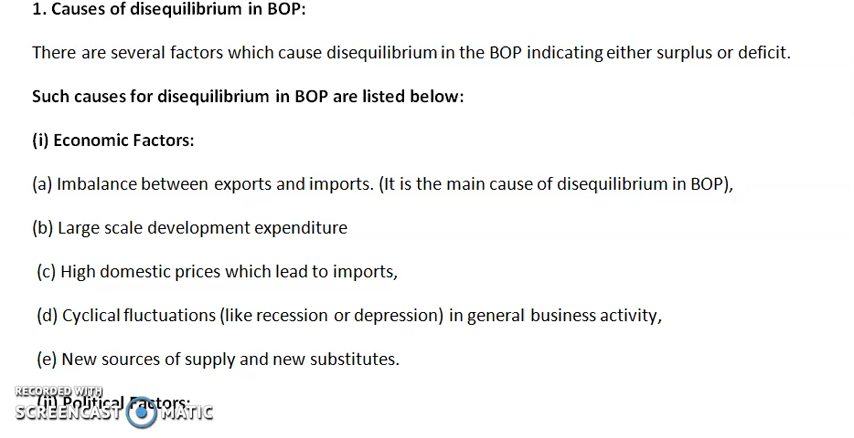 1. Causes of disequilibrium in BOP:
There are several factors which cause disequilibrium in the BOP indicating either surplus or deficit.
Such causes for disequilibrium in BOP are listed below:
(i) Economic Factors:
(a) Imbalance between exports and imports. (It is the main cause of disequilibrium in BOP),
(b) Large scale development expenditure
(c) High domestic prices which lead to imports,
(d) Cyclical fluctuations (like recession or depression) in general business activity,
(e) New sources of supply and new substitutes.
RECORDED WITH
(ii) Political Factors:
SCREENCAST MATIC